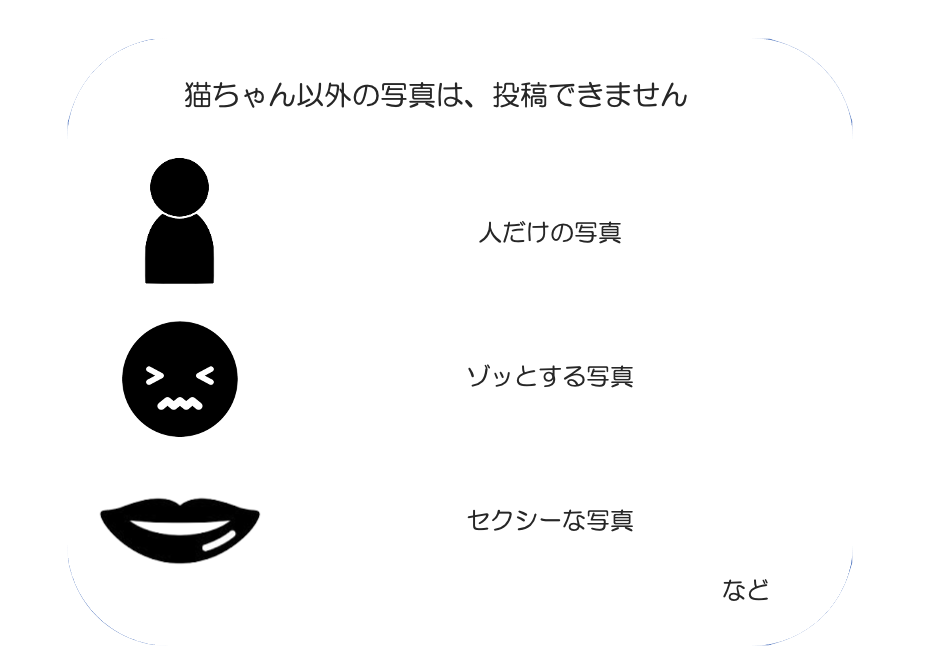 猫ちゃん以外の写真は、投稿できません
人だけの写真
ゾッとする写真
セクシーな写真
など